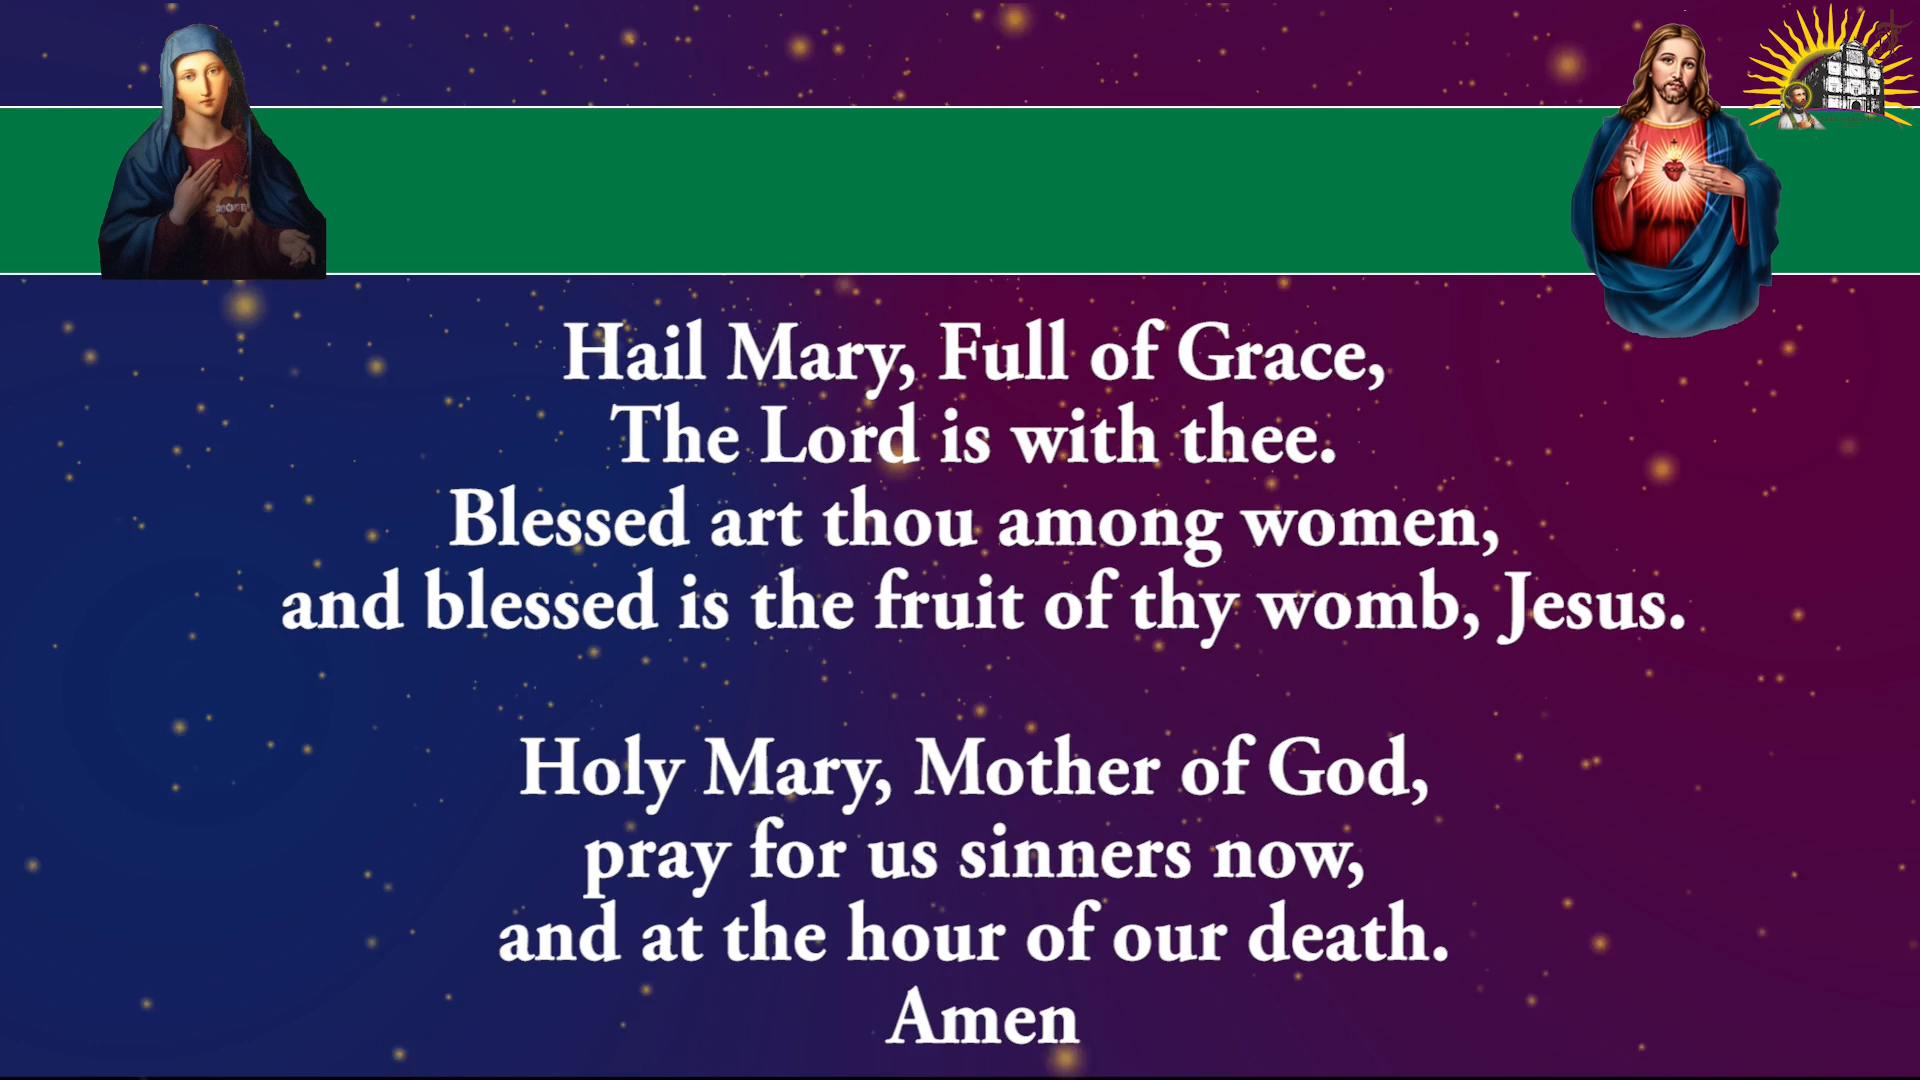 Hail Mary, Full of Grace,
The Lord is with thee.
Blessed art thou among women,
and blessed is the fruit of thy womb, Jesus.
Holy Mary, Mother of God,
pray for us sinners now,
and at the hour of our death.
Amen